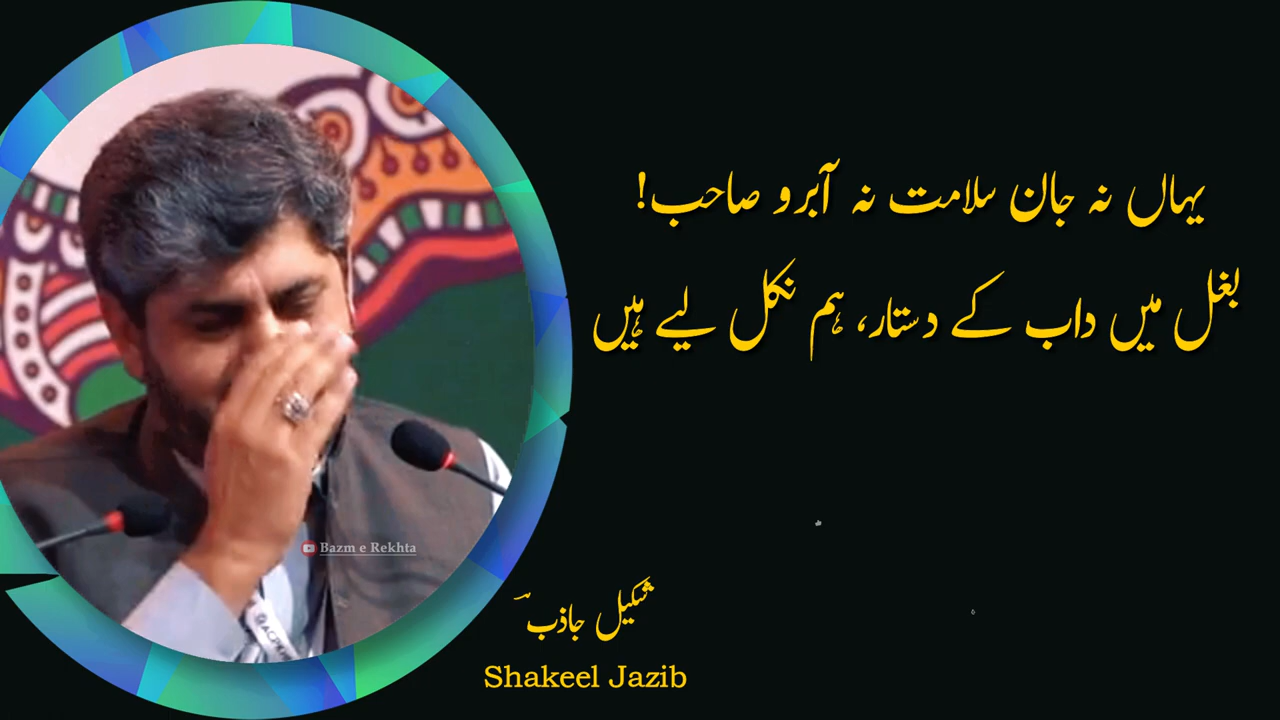 یہاں نہ جان سلامت نہ آبرو صاحب!
بغل میں داب کے دستار، ہم نکل لیے ہیں
Bazm e Rekhta
شکیل جاذب
Shakeel Jazib